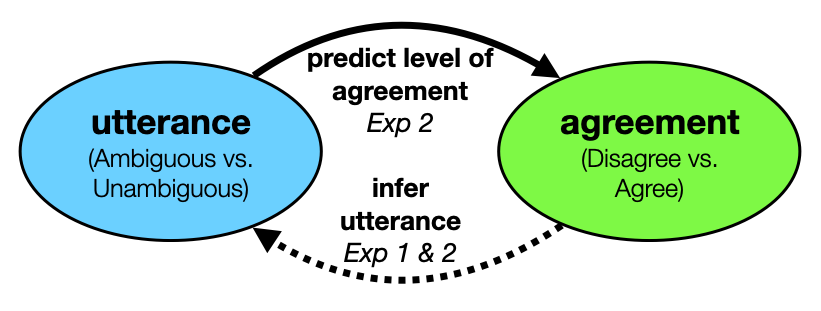 utterance
(Ambiguous vs.
Unambiguous)
predict level of
agreement
Exp 2
infer
utterance
Exp 1 & 2
agreement
(Disagree vs.
Agree)